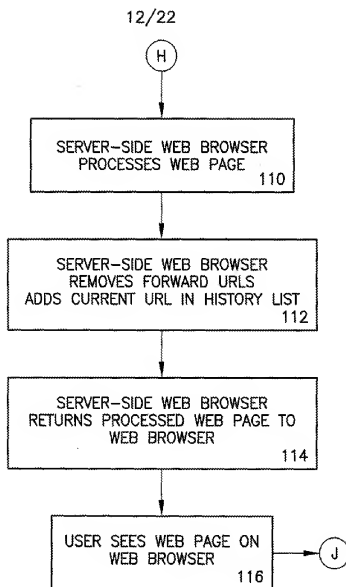 12/22
H
SERVER-SIDE WEB BROWSER
PROCESSES WEB PAGE
110
SERVER-SIDE WEB BROWSER
REMOVES FORWARD URLS
ADDS CURRENT URL IN HISTORY LIST
112
SERVER-SIDE WEB BROWSER
RETURNS PROCESSED WEB PAGE TO
WEB BROWSER
114
USER SEES WEB PAGE ON
WEB BROWSER
116
J